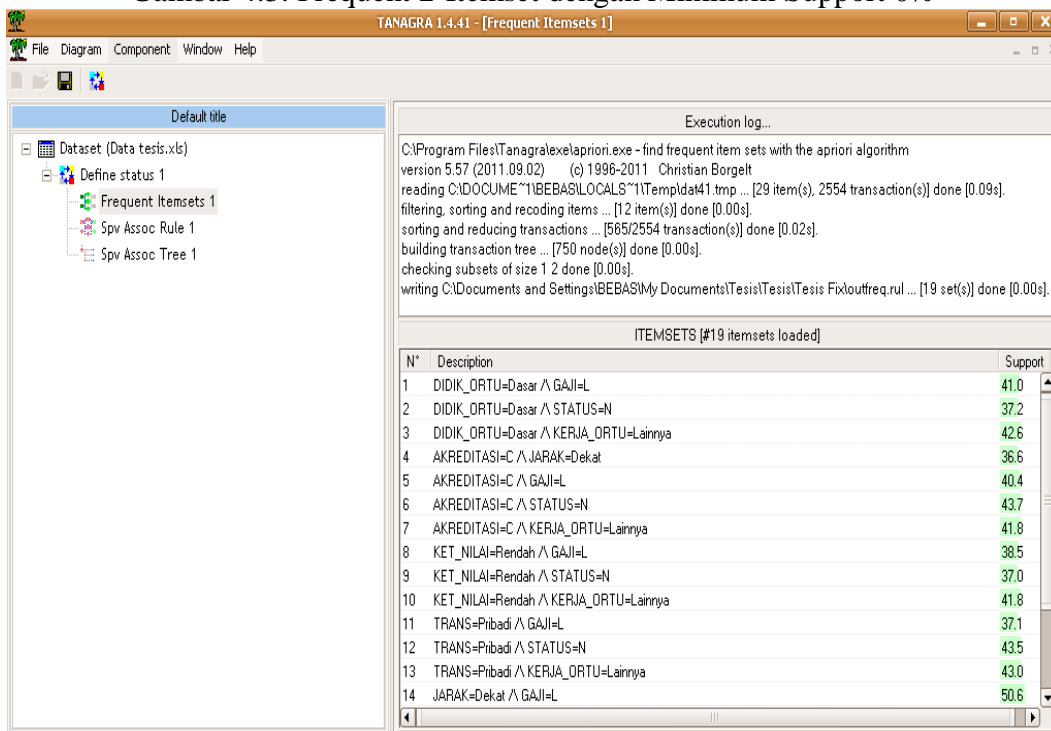 Gambar 4.5. Frequent 2-Itemset dengan Minimum Support 6%
TANAGRA 1.4.41 - [Frequent Itemsets 1]
File Diagram Component Window Help
Default title
Dataset (Data tesis.xls)
Define status 1
Frequent Itemsets 1
Spv Assoc Rule 1
Spv Assoc Tree 1
Execution log...
C:\Program Files\Tanagra\exe\apriori.exe - find frequent item sets with the apriori algorithm
version 5.57 (2011.09.02) (c) 1996-2011 Christian Borgelt
reading C:\DOCUME~1\BEBAS\LOCALS~1\Temp\dat41.tmp ... [29 item(s), 2554 transaction(s)] done [0.09s].
filtering, sorting and recoding items ... [12 item(s)] done [0.00s].
sorting and reducing transactions ... [565/2554 transaction(s)] done [0.02s].
building transaction tree ... [750 node(s)] done [0.00s].
checking subsets of size 1 2 done [0.00s].
writing C:\Documents and Settings\BEBAS\My Documents\Tesis\Tesis\Tesis Fix\outfreq.rul ... [19 set(s)] done [0.00s].
ITEMSETS [#19 itemsets loaded]
N° Description Support
1 DIDIK_ORTU=Dasar /\ GAJI=L 41.0
2 DIDIK_ORTU=Dasar /\ STATUS=N 37.2
3 DIDIK_ORTU=Dasar /\ KERJA_ORTU=Lainnya 42.6
4 AKREDITASI=C /\ JARAK=Dekat 36.6
5 AKREDITASI=C /\ GAJI=L 40.4
6 AKREDITASI=C /\ STATUS=N 43.7
7 AKREDITASI=C /\ KERJA_ORTU=Lainnya 41.8
8 KET_NILAI=Rendah /\ GAJI=L 38.5
9 KET_NILAI=Rendah /\ STATUS=N 37.0
10 KET_NILAI=Rendah /\ KERJA_ORTU=Lainnya 41.8
11 TRANS=Pribadi /\ GAJI=L 37.1
12 TRANS=Pribadi /\ STATUS=N 43.5
13 TRANS=Pribadi /\ KERJA_ORTU=Lainnya 43.0
14 JARAK=Dekat /\ GAJI=L 50.6